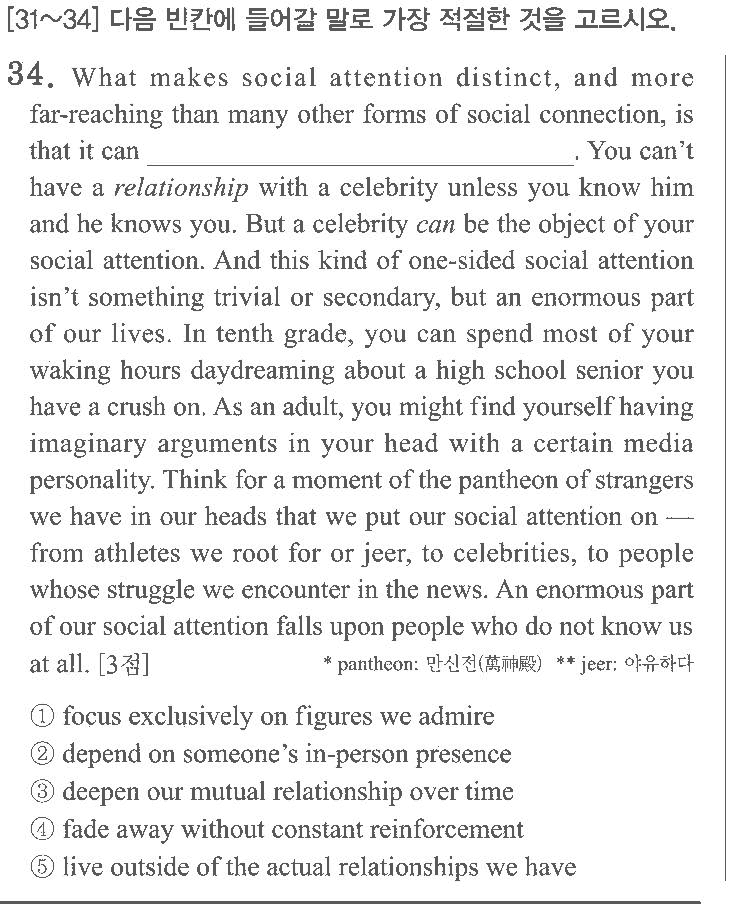 [31～34] 다음 빈칸에 들어갈 말로 가장 적절한 것을 고르시오.
34. What makes social attention distinct, and more
far-reaching than many other forms of social connection, is
that it can ______________________________. You can't
have a relationship with a celebrity unless you know him
and he knows you. But a celebrity can be the object of your
social attention. And this kind of one-sided social attention
isn't something trivial or secondary, but an enormous part
of our lives. In tenth grade, you can spend most of your
waking hours daydreaming about a high school senior you
have a crush on. As an adult, you might find yourself having
imaginary arguments in your head with a certain media
personality. Think for a moment of the pantheon of strangers
we have in our heads that we put our social attention on —
from athletes we root for or jeer, to celebrities, to people
whose struggle we encounter in the news. An enormous part
of our social attention falls upon people who do not know us
at all. [3점] * pantheon: 만신전(萬神殿) ** jeer: 야유하다
① focus exclusively on figures we admire
② depend on someone's in-person presence
③ deepen our mutual relationship over time
④ fade away without constant reinforcement
⑤ live outside of the actual relationships we have